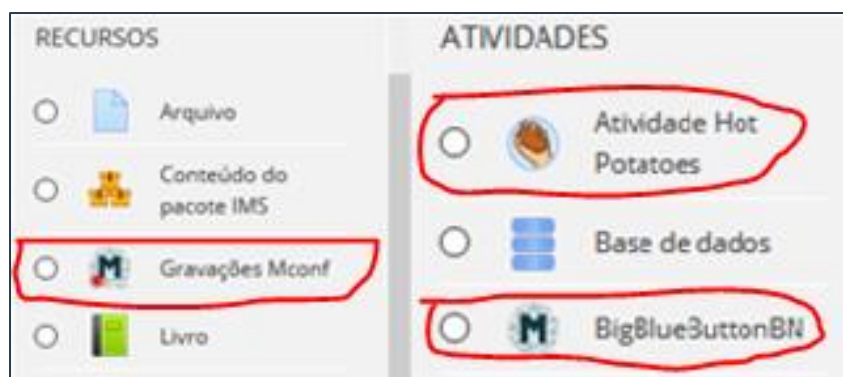 RECURSOS
Arquivo
Conteúdo do
pacote IMS
Gravações Mconf
Livro
ATIVIDADES
Atividade Hot
Potatoes
Base de dados
BigBlueButtonBN